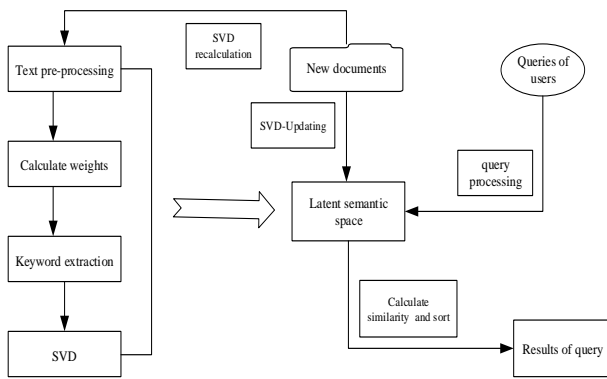 SVD
recalculation
Text pre-processing
New documents
Queries of
users
SVD-Updating
Calculate weights
query
processing
Latent semantic
space
Keyword extraction
Calculate
similarity and sort
SVD
Results of query